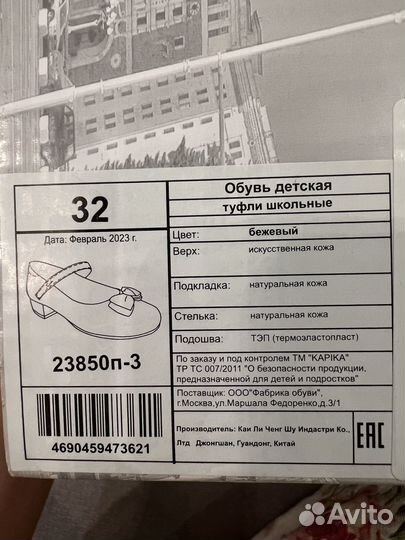 32
Обувь детская
туфли школьные
Дата: Февраль 2023 г.
Цвет: бежевый
Верх: искусственная кожа
Подкладка: натуральная кожа
Стелька: натуральная кожа
Подошва: ТЭП (термоэластопласт)
23850п-3
По заказу и под контролем ТМ "KAPIKA"
ТР ТС 007/2011 "О безопасности продукции,
предназначенной для детей и подростков"
Поставщик: ООО"Фабрика обуви",
г.Москва,ул.Маршала Федоренко,д.3/1
4690459473621
Производитель: Каи Ли Ченг Шу Индастри Ко.,
Лтд Джонгшан, Гуандонг, Китай
EAC
Avito